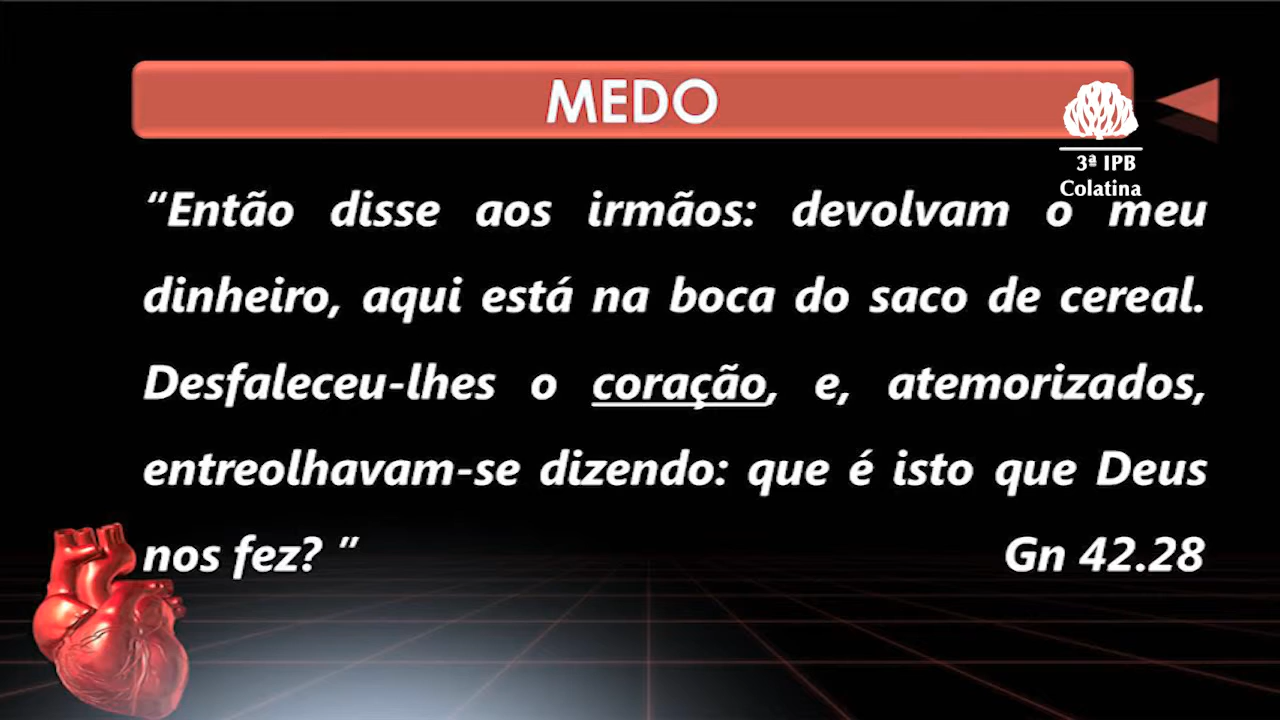 MEDO
3ª IPB
Colatina
“Então disse aos irmãos: devolvam o meu
dinheiro, aqui está na boca do saco de cereal.
Desfaleceu-lhes o coração, e, atemorizados,
entreolhavam-se dizendo: que é isto que Deus
nos fez? ” Gn 42.28